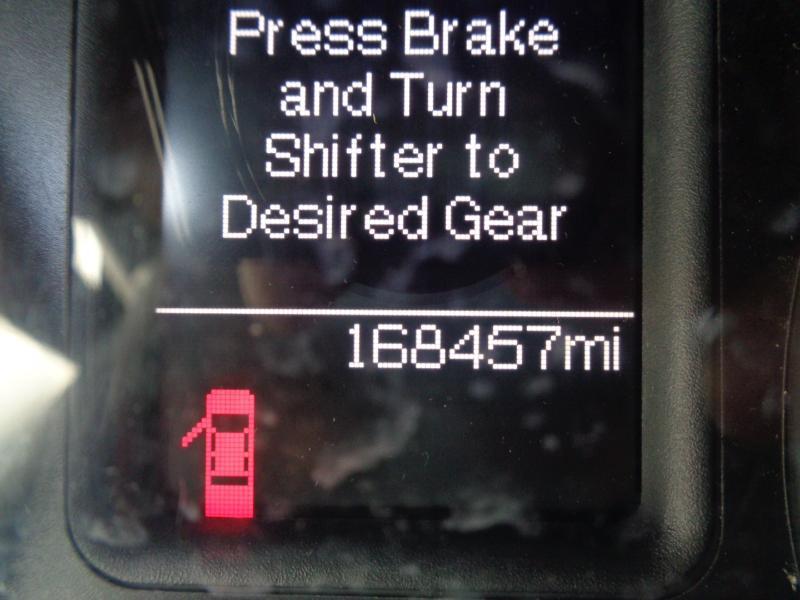 Press Brake
and Turn
Shifter to
Desired Gear
168457mi